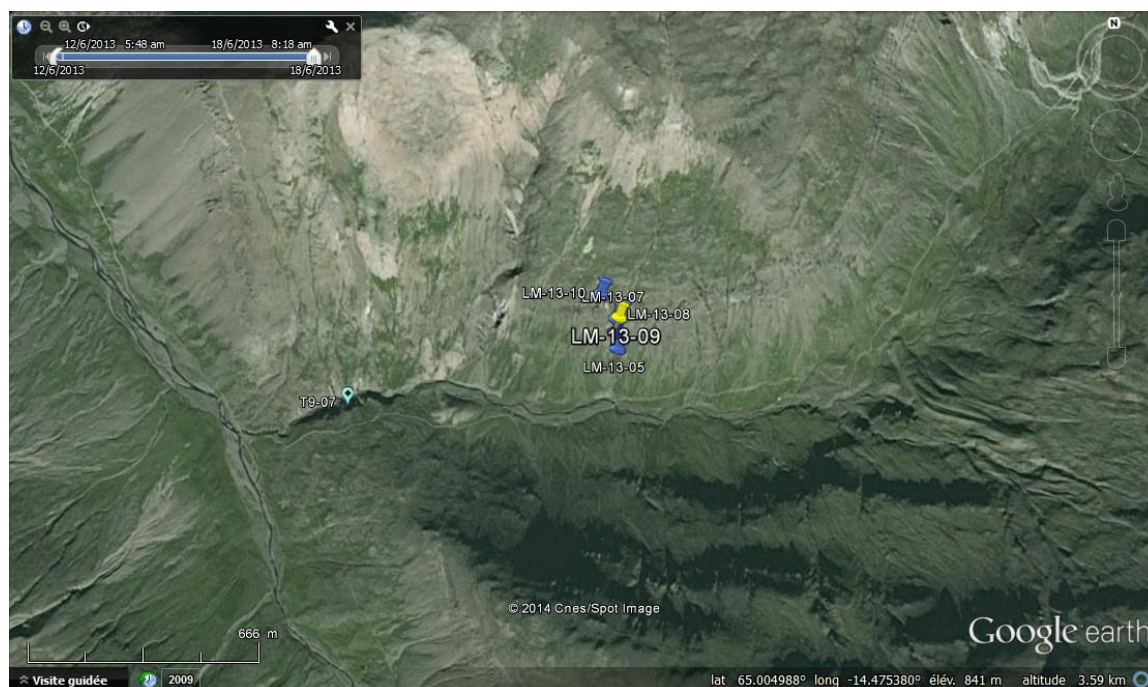 N
12/6/2013 5:48 am 18/6/2013 8:18 am
12/6/2013 18/6/2013
LM-13-10
LM-13-07
LM-13-08
LM-13-09
LM-13-05
T9-07
© 2014 Cnes/Spot Image
666 m
Google earth
Visite guidée 2009 lat 65.004988° long -14.475380° élév. 841 m altitude 3.59 km